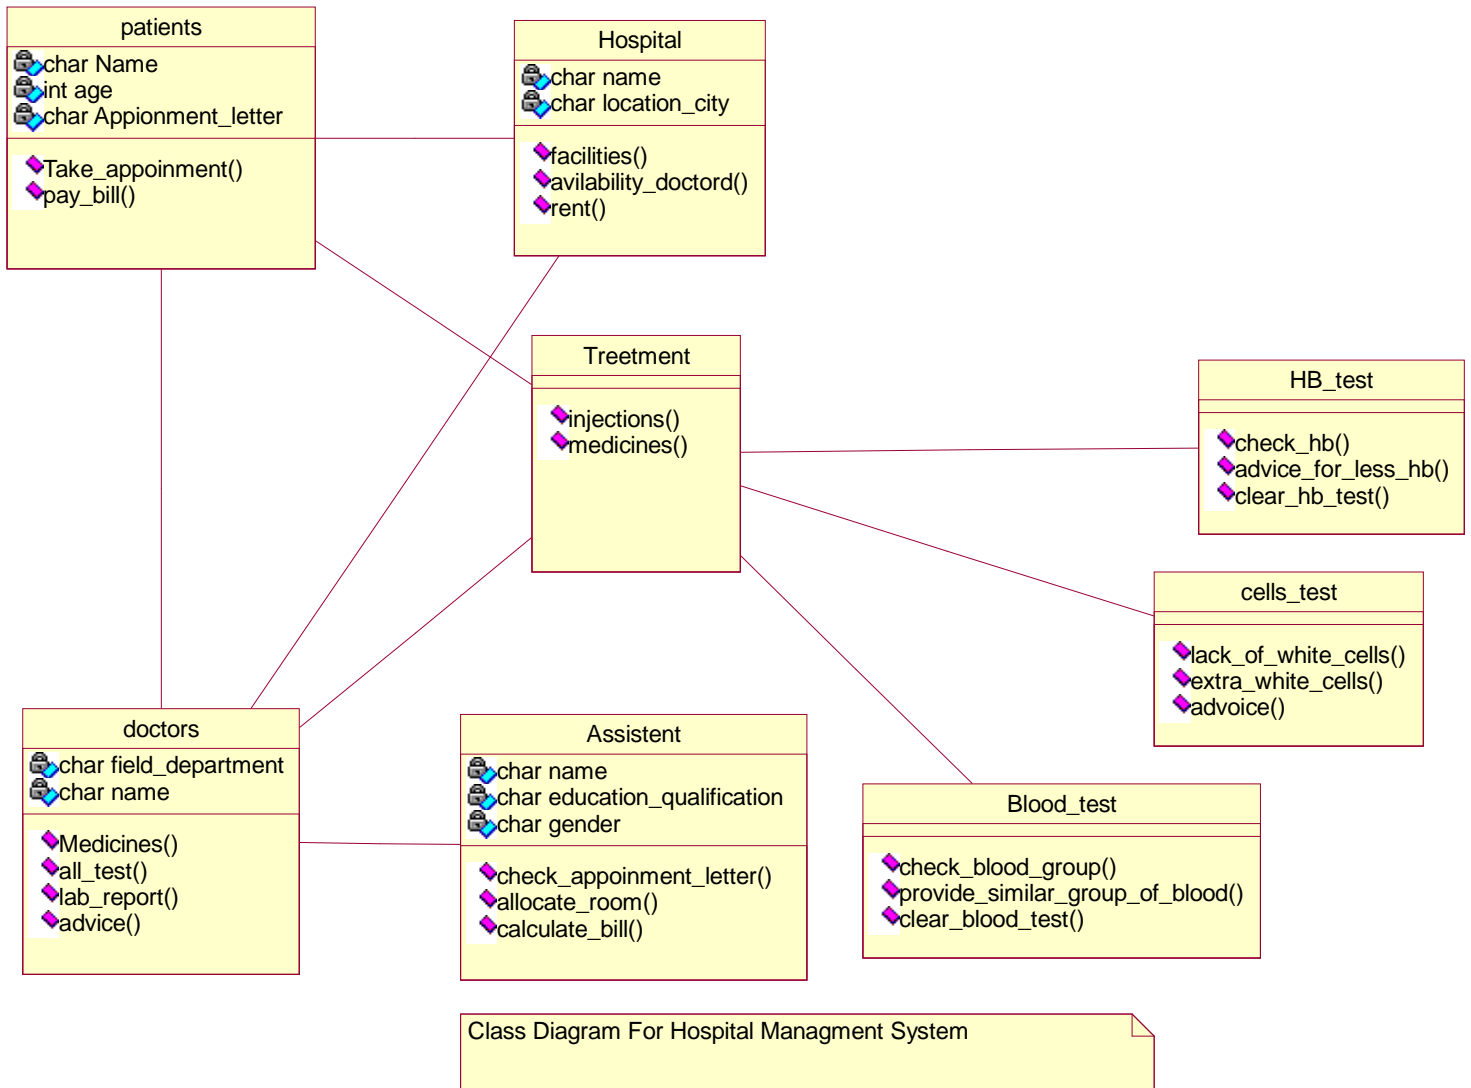 patients
char Name
int age
char Appionment_letter
Take_appoinment()
pay_bill()
Hospital
char name
char location_city
facilities()
avilability_doctord()
rent()
Treetment
injections()
medicines()
HB_test
check_hb()
advice_for_less_hb()
clear_hb_test()
cells_test
lack_of_white_cells()
extra_white_cells()
advoice()
doctors
char field_department
char name
Medicines()
all_test()
lab_report()
advice()
Assistent
char name
char education_qualification
char gender
check_appoinment_letter()
allocate_room()
calculate_bill()
Blood_test
check_blood_group()
provide_similar_group_of_blood()
clear_blood_test()
Class Diagram For Hospital Managment System